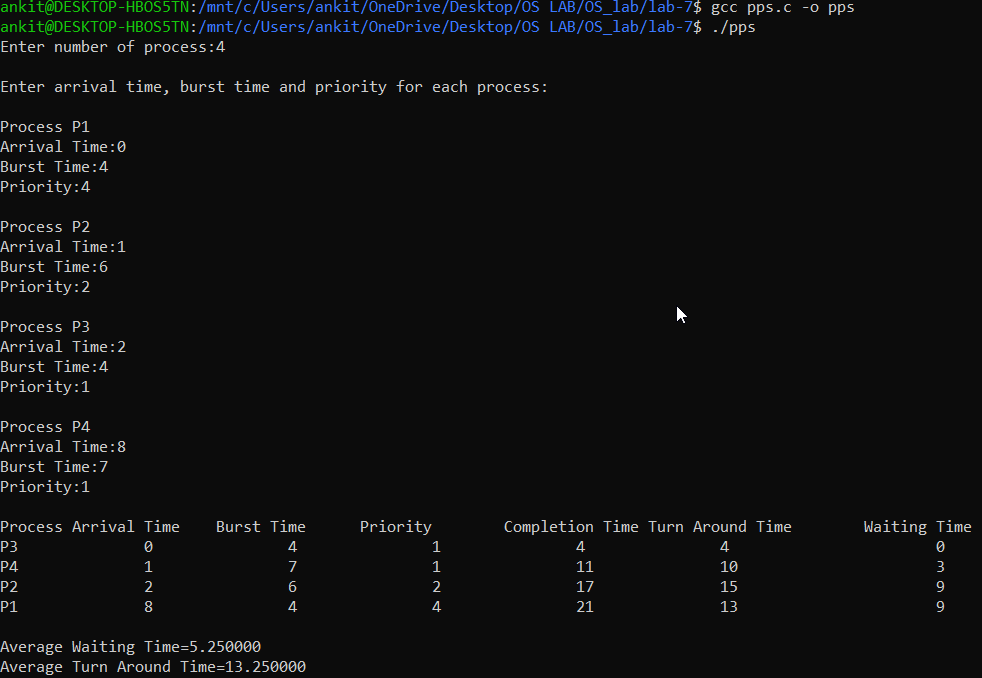 ankit@DESKTOP-HBOS5TN:/mnt/c/Users/ankit/OneDrive/Desktop/OS LAB/OS_lab/lab-7$ gcc pps.c -o pps
ankit@DESKTOP-HBOS5TN:/mnt/c/Users/ankit/OneDrive/Desktop/OS LAB/OS_lab/lab-7$ ./pps
Enter number of process:4
Enter arrival time, burst time and priority for each process:
Process P1
Arrival Time:0
Burst Time:4
Priority:4
Process P2
Arrival Time:1
Burst Time:6
Priority:2
Process P3
Arrival Time:2
Burst Time:4
Priority:1
Process P4
Arrival Time:8
Burst Time:7
Priority:1
Process Arrival Time    Burst Time      Priority        Completion Time Turn Around Time        Waiting Time
P3              0               4               1               4               4                       0
P4              1               7               1               11              10                      3
P2              2               6               2               17              15                      9
P1              8               4               4               21              13                      9
Average Waiting Time=5.250000
Average Turn Around Time=13.250000